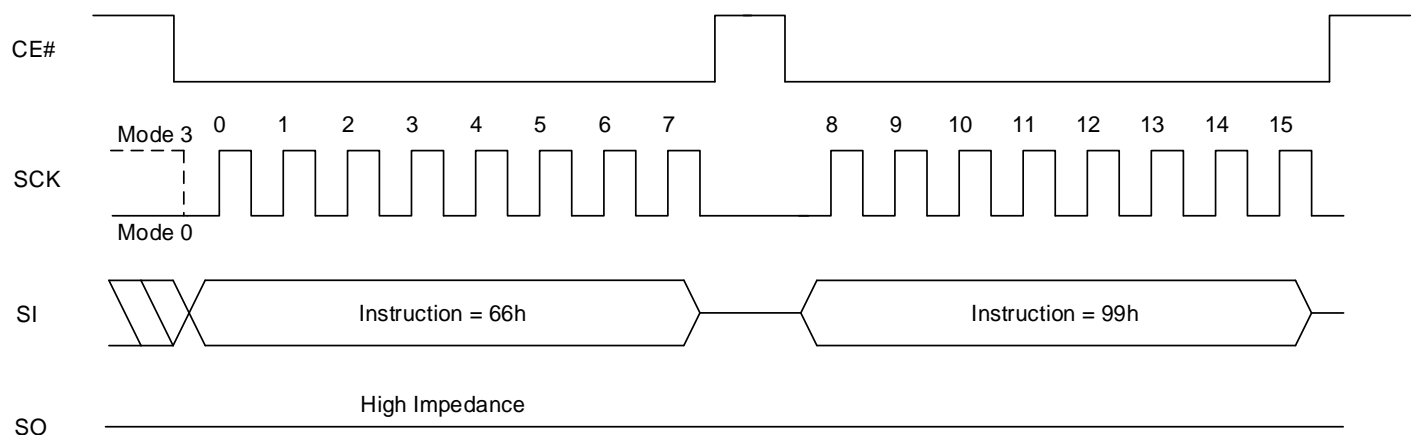 CE#
Mode 3
0 1 2 3 4 5 6 7 8 9 10 11 12 13 14 15
SCK
Mode 0
SI
Instruction = 66h
Instruction = 99h
High Impedance
SO